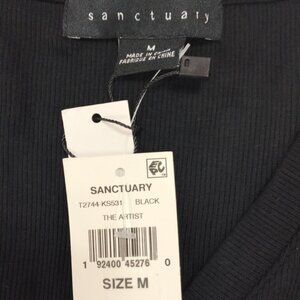 sanctuary
M
MADE IN CHINA
FABRIQUÉ EN CHINE
SANCTUARY
T2744-KS531 BLACK
THE ARTIST
1 92400 45276 0
SIZE M